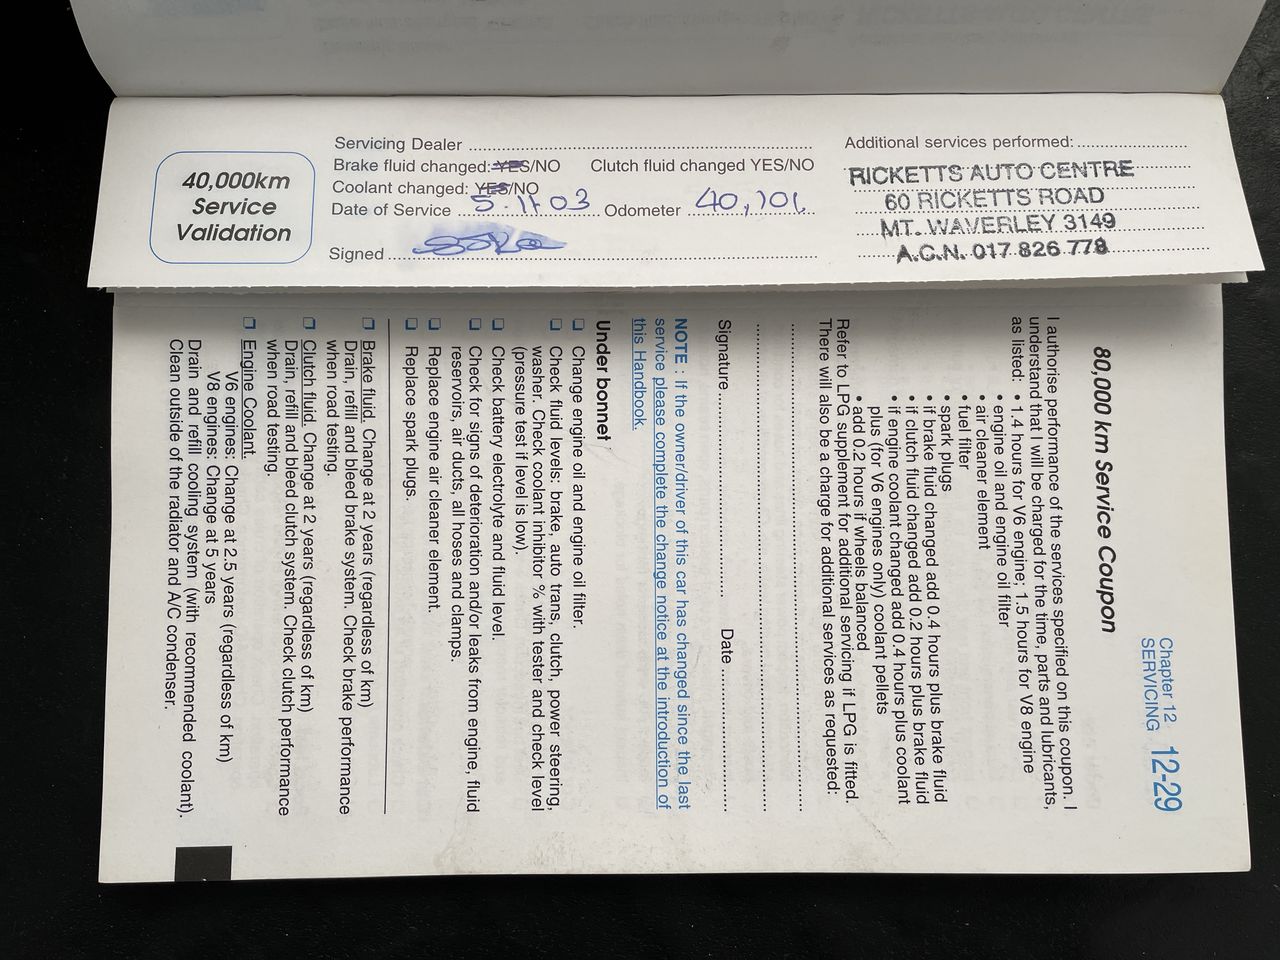 40,000km
Service
Validation
Servicing Dealer
Brake fluid changed: YES/NO Clutch fluid changed YES/NO
Coolant changed: YES/NO
Date of Service 5.11.03 Odometer 40,101
Signed
Additional services performed:
RICKETTS AUTO CENTRE
60 RICKETTS ROAD
MT. WAVERLEY 3149
A.C.N. 017 826 778
Chapter 12
SERVICING 12-29
80,000 km Service Coupon
I authorise performance of the services specified on this coupon. I
understand that I will be charged for the time, parts and lubricants,
as listed: • 1.4 hours for V6 engine; 1.5 hours for V8 engine
• engine oil and engine oil filter
• air cleaner element
• fuel filter
• spark plugs
• if brake fluid changed add 0.4 hours plus brake fluid
• if clutch fluid changed add 0.2 hours plus brake fluid
• if engine coolant changed add 0.4 hours plus coolant
plus (for V6 engines only) coolant pellets
• add 0.2 hours if wheels balanced
Refer to LPG supplement for additional servicing if LPG is fitted.
There will also be a charge for additional services as requested:
Signature Date
NOTE : If the owner/driver of this car has changed since the last
service please complete the change notice at the introduction of
this Handbook.
Under bonnet
❑ Change engine oil and engine oil filter.
❑ Check fluid levels: brake, auto trans, clutch, power steering,
washer. Check coolant inhibitor % with tester and check level
(pressure test if level is low).
❑ Check battery electrolyte and fluid level.
❑ Check for signs of deterioration and/or leaks from engine, fluid
reservoirs, air ducts, all hoses and clamps.
❑ Replace engine air cleaner element.
❑ Replace spark plugs.
❑ Brake fluid. Change at 2 years (regardless of km)
Drain, refill and bleed brake system. Check brake performance
when road testing.
❑ Clutch fluid. Change at 2 years (regardless of km)
Drain, refill and bleed clutch system. Check clutch performance
when road testing.
❑ Engine Coolant.
V6 engines: Change at 2.5 years (regardless of km)
V8 engines: Change at 5 years
Drain and refill cooling system (with recommended coolant).
Clean outside of the radiator and A/C condenser.